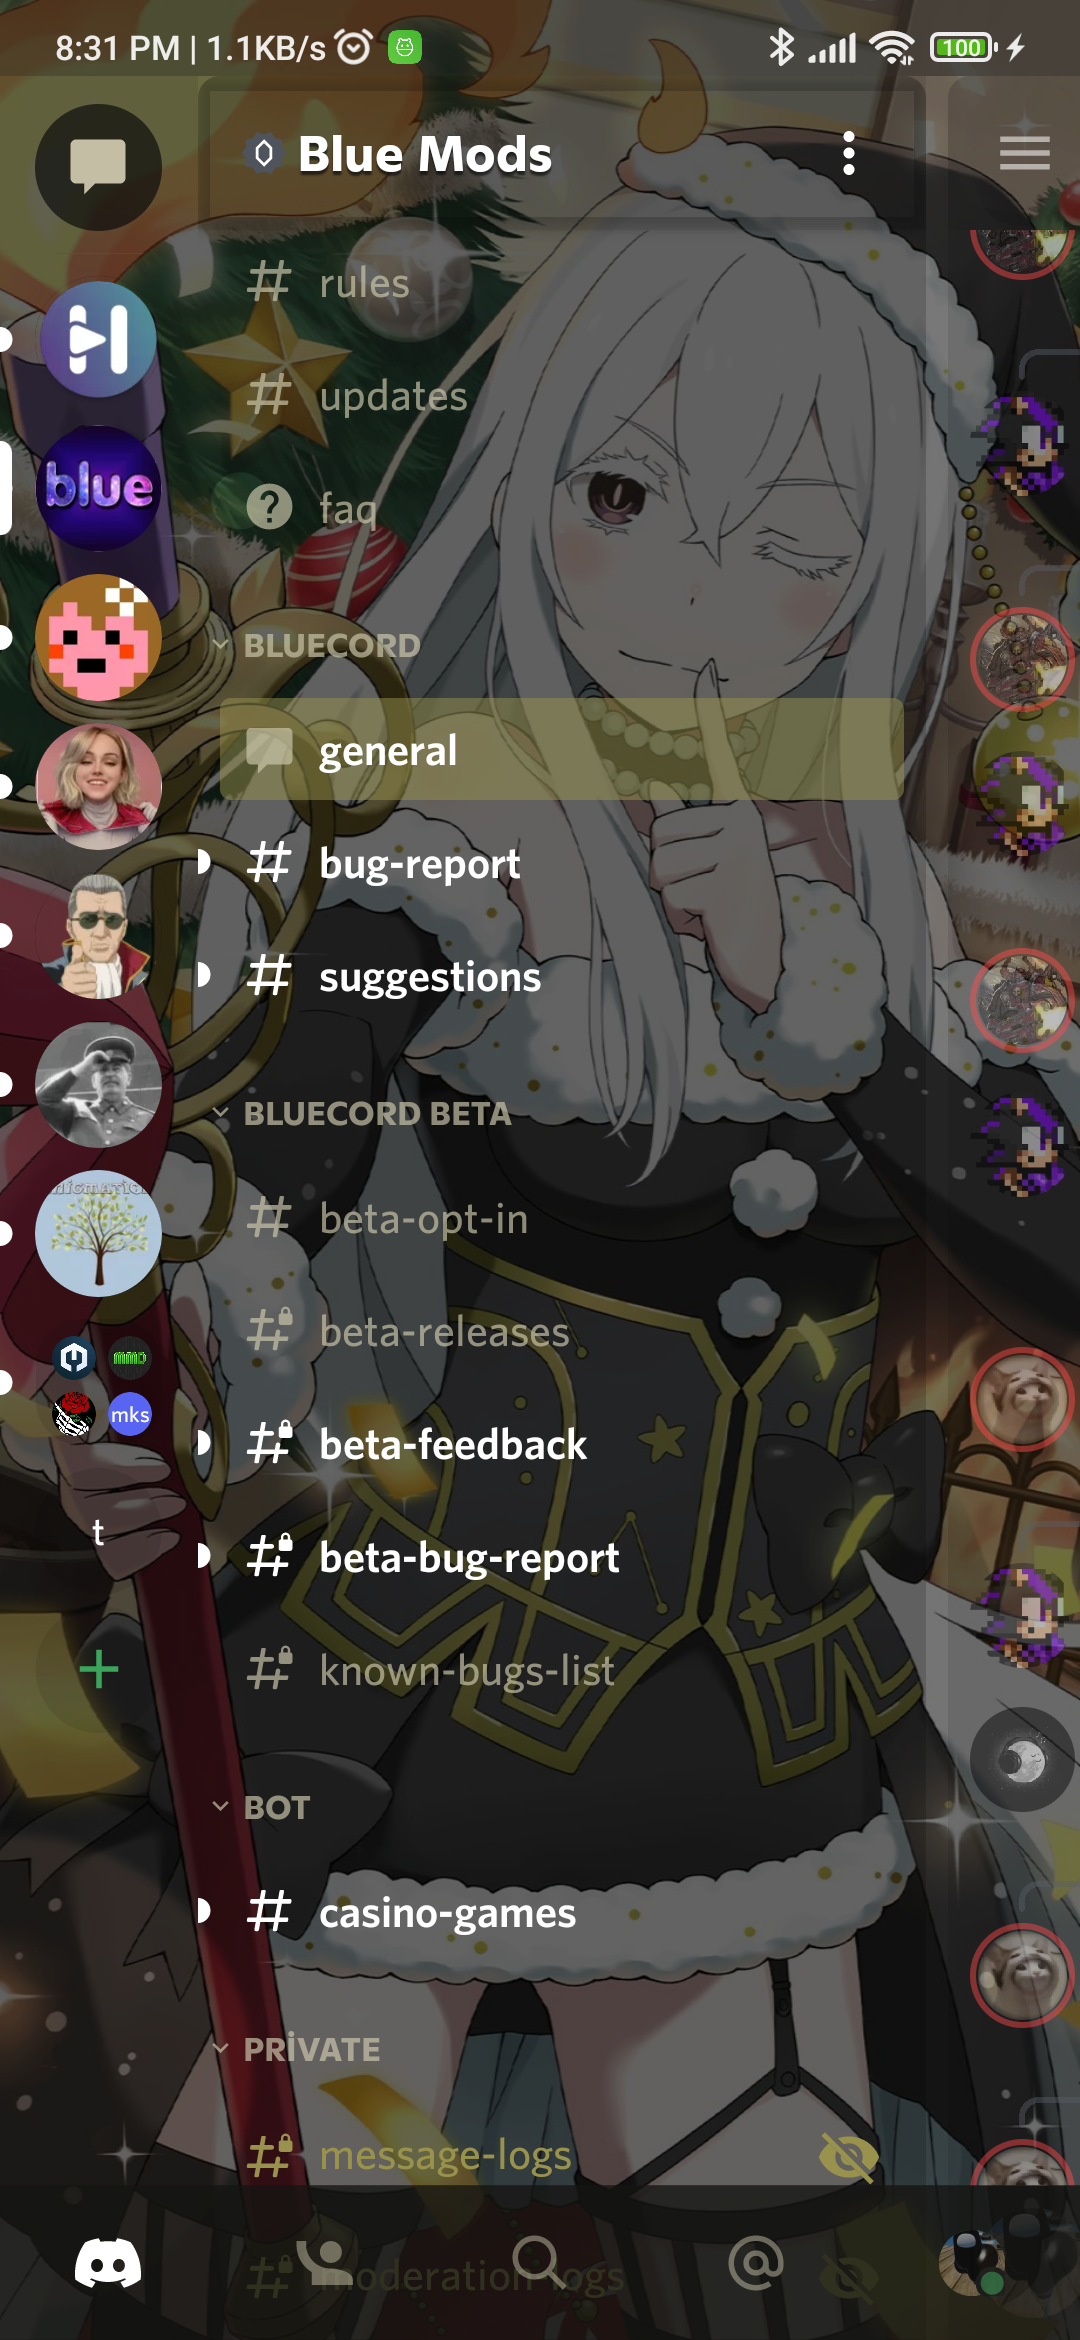 8:31 PM | 1.1KB/s
100
Blue Mods
rules
updates
blue
faq
BLUECORD
general
bug-report
suggestions
BLUECORD BETA
beta-opt-in
beta-releases
mmd
mks
beta-feedback
t
beta-bug-report
known-bugs-list
BOT
casino-games
PRİVATE
message-logs
moderation-logs